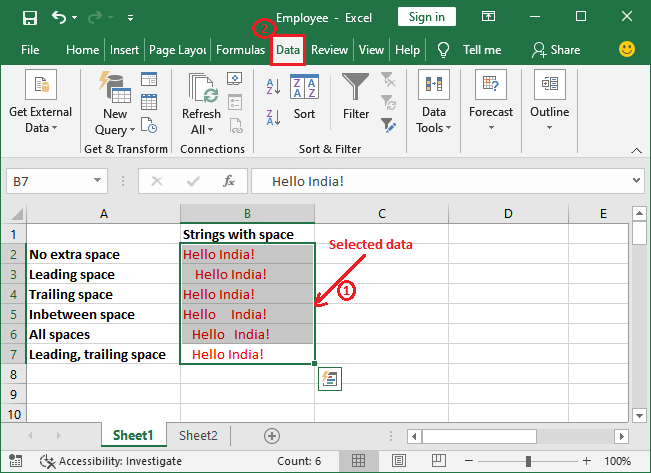 Employee - Excel
Sign in
②
File Home Insert Page Layou Formulas Data Review View Help Tell me Share
Get External Data
New Query
Refresh All
A Z
Z A
Z A
A Z
Sort
Filter
Data Tools
Forecast
Outline
Get & Transform Connections Sort & Filter
B7 fx Hello India!
A B C D E
1 Strings with space
2 No extra space Hello India!
Selected data
3 Leading space Hello India!
①
4 Trailing space Hello India!
5 Inbetween space Hello    India!
6 All spaces Hello   India!
7 Leading, trailing space Hello India!
8
9
10
Sheet1 Sheet2
Accessibility: Investigate Count: 6 100%